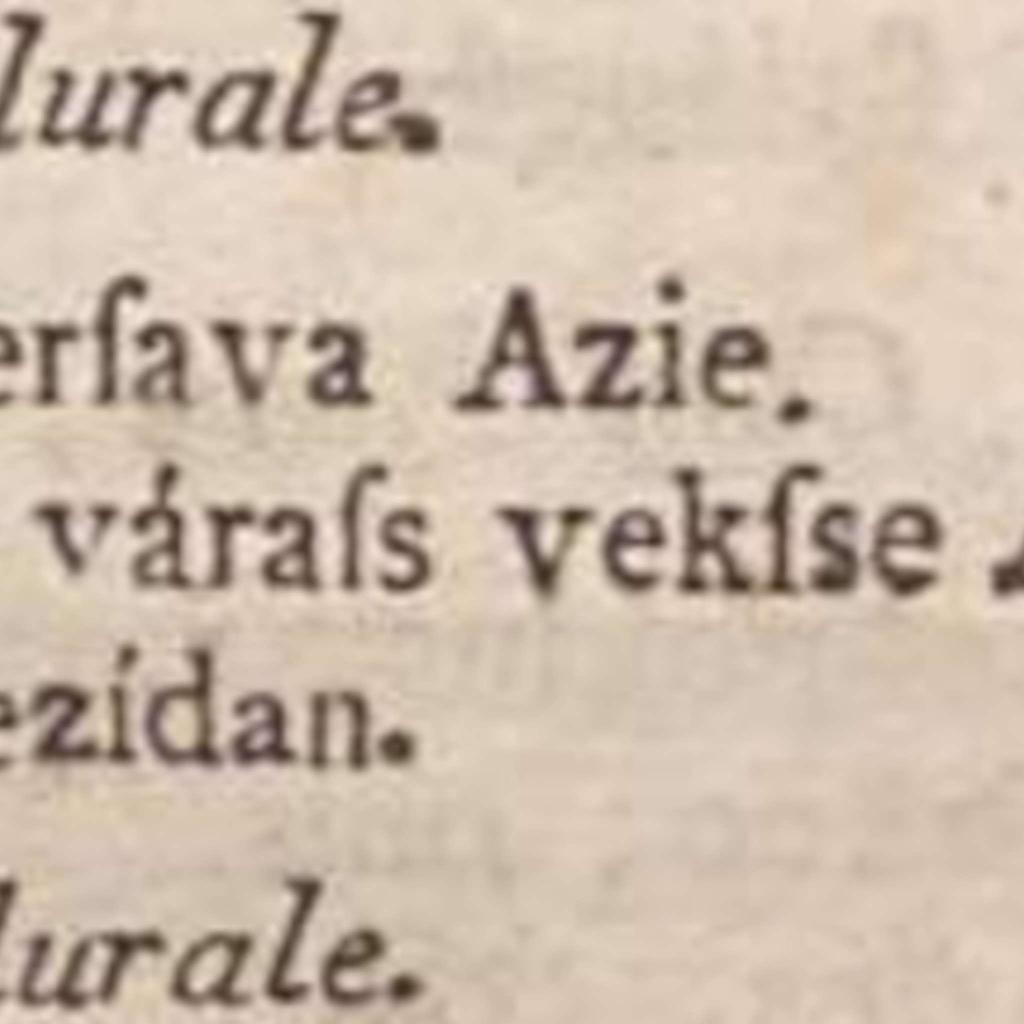 lurale.
erſava Azie.
váraſs vekſse
ezídan.
lurale.